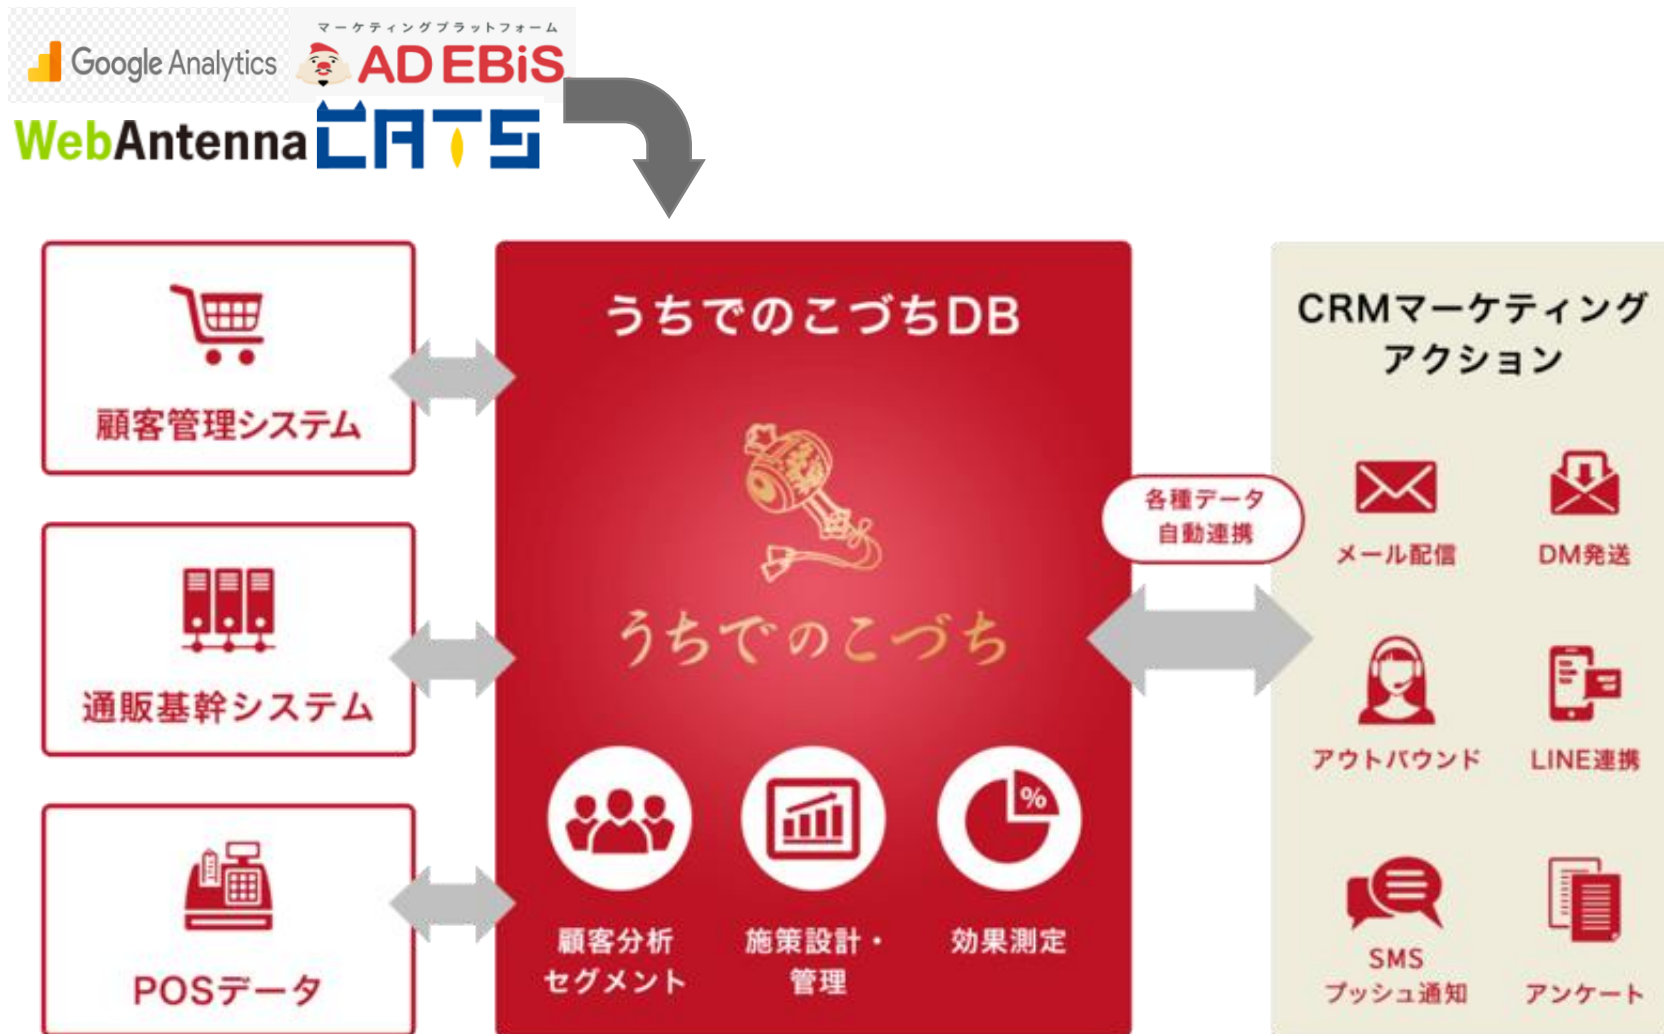 マーケティングプラットフォーム
Google Analytics
AD EBiS
WebAntenna
CATS
顧客管理システム
通販基幹システム
POSデータ
うちでのこづちDB
うちでのこづち
顧客分析
セグメント
施策設計・
管理
%
効果測定
各種データ
自動連携
CRMマーケティング
アクション
メール配信
DM発送
アウトバウンド
LINE連携
SMS
プッシュ通知
アンケート